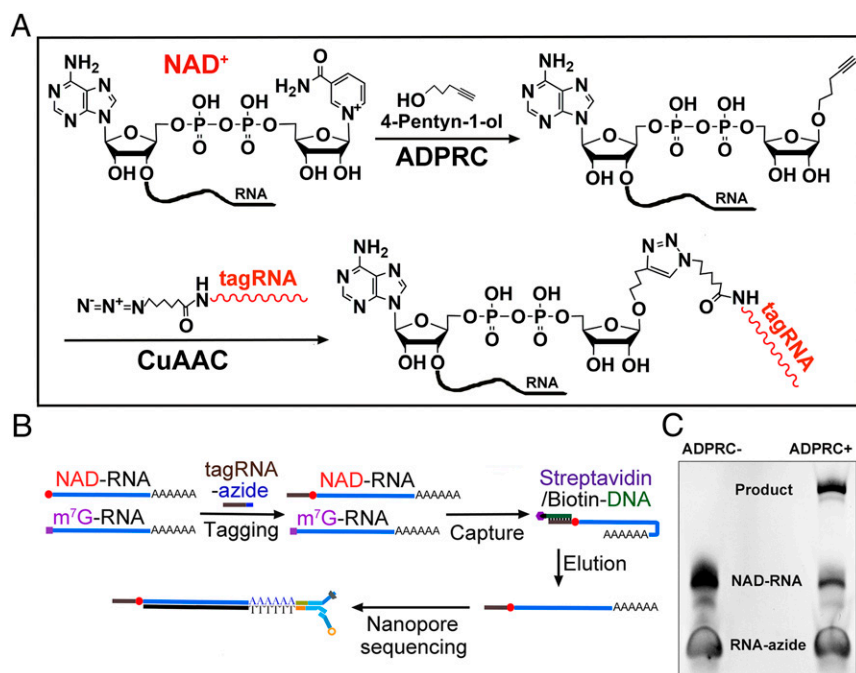 A
NH₂
NAD⁺
O
H₂N
N
N
N
N
OH OH
O-P-O-P-O
O O
O
O
N⁺
OH O
OH OH
RNA
HO
4-Pentyn-1-ol
ADPRC
NH₂
N
N
N
N
OH OH
O-P-O-P-O
O O
O
O
O
OH O
OH OH
RNA
N⁻=N⁺=N
O
H
N
tagRNA
CuAAC
NH₂
N
N
N
N
OH OH
O-P-O-P-O
O O
O
O
O
OH O
OH OH
RNA
N=N
N
O
NH
tagRNA
B
NAD-RNA
AAAAAA
m⁷G-RNA
AAAAAA
tagRNA
-azide
Tagging
NAD-RNA
AAAAAA
m⁷G-RNA
AAAAAA
Capture
Streptavidin
/Biotin-DNA
AAAAAA
Elution
AAAAAA
Nanopore
sequencing
AAAAAA
TTTTTT
C
ADPRC- ADPRC+
Product
NAD-RNA
RNA-azide